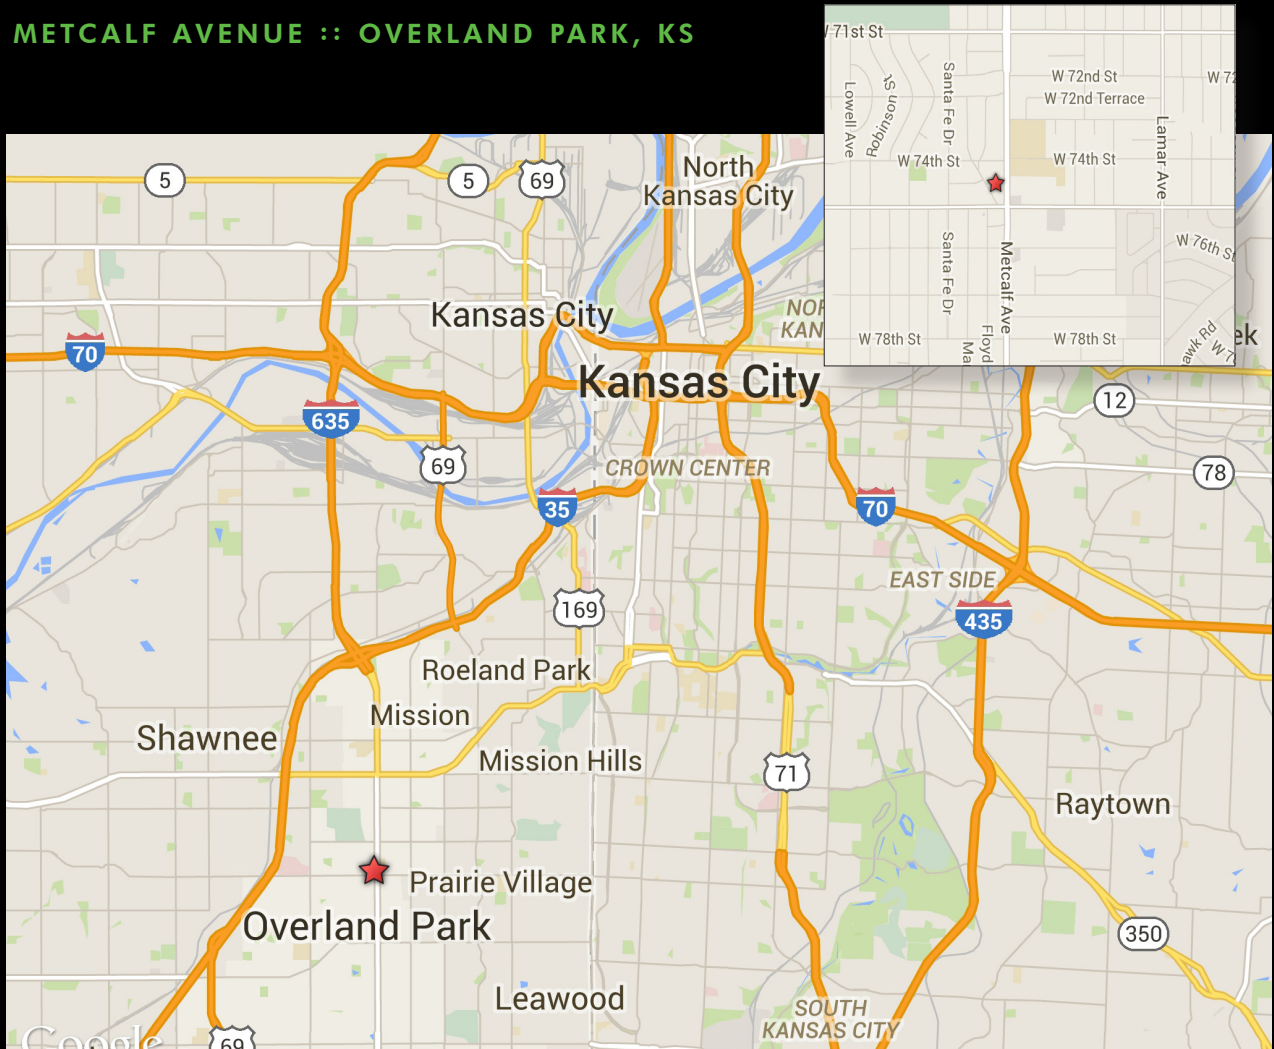 METCALF AVENUE :: OVERLAND PARK, KS
W 71st St
Lowell Ave
Robinson St
Santa Fe Dr
W 72nd St
W 72nd Terrace
W 74th St
W 74th St
Lamar Ave
Santa Fe Dr
Metcalf Ave
W 76th St
W 78th St
Floyd
W 78th St
5
5
69
North
Kansas City
Kansas City
70
Kansas City
635
12
69
CROWN CENTER
78
35
70
EAST SIDE
169
435
Roeland Park
Mission
Shawnee
Mission Hills
71
Raytown
Prairie Village
Overland Park
350
Leawood
SOUTH
KANSAS CITY
Google
69